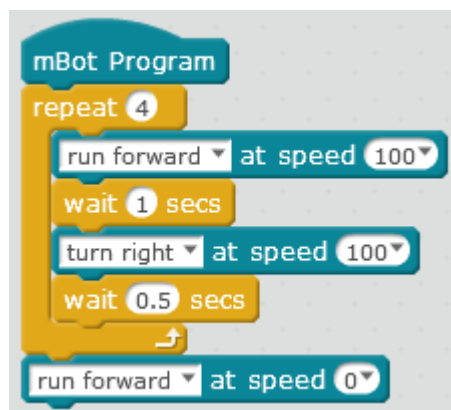 mBot Program
repeat 4
run forward at speed 100
wait 1 secs
turn right at speed 100
wait 0.5 secs
run forward at speed 0